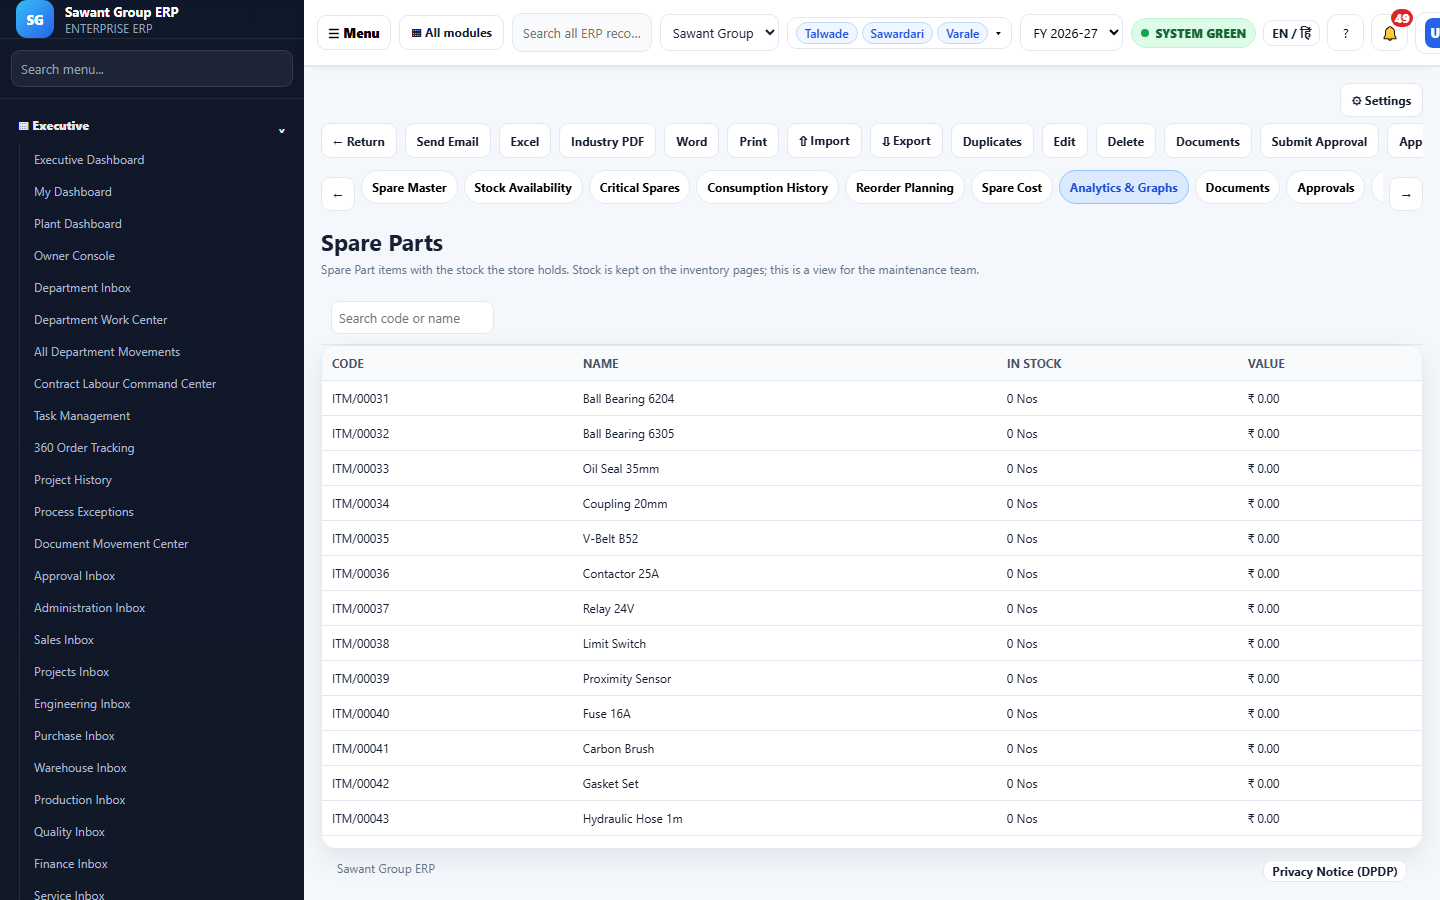 SG
Sawant Group ERP
ENTERPRISE ERP
Search menu...
Executive
Executive Dashboard
My Dashboard
Plant Dashboard
Owner Console
Department Inbox
Department Work Center
All Department Movements
Contract Labour Command Center
Task Management
360 Order Tracking
Project History
Process Exceptions
Document Movement Center
Approval Inbox
Administration Inbox
Sales Inbox
Projects Inbox
Engineering Inbox
Purchase Inbox
Warehouse Inbox
Production Inbox
Quality Inbox
Finance Inbox
Service Inbox
☰ Menu All modules Search all ERP reco... Sawant Group Talwade Sawardari Varale FY 2026-27 SYSTEM GREEN EN / हिं ? 49 U
⚙ Settings
← Return Send Email Excel Industry PDF Word Print ⇧ Import ⇩ Export Duplicates Edit Delete Documents Submit Approval App
← Spare Master Stock Availability Critical Spares Consumption History Reorder Planning Spare Cost Analytics & Graphs Documents Approvals →
Spare Parts
Spare Part items with the stock the store holds. Stock is kept on the inventory pages; this is a view for the maintenance team.
Search code or name
CODE NAME IN STOCK VALUE
ITM/00031 Ball Bearing 6204 0 Nos ₹ 0.00
ITM/00032 Ball Bearing 6305 0 Nos ₹ 0.00
ITM/00033 Oil Seal 35mm 0 Nos ₹ 0.00
ITM/00034 Coupling 20mm 0 Nos ₹ 0.00
ITM/00035 V-Belt B52 0 Nos ₹ 0.00
ITM/00036 Contactor 25A 0 Nos ₹ 0.00
ITM/00037 Relay 24V 0 Nos ₹ 0.00
ITM/00038 Limit Switch 0 Nos ₹ 0.00
ITM/00039 Proximity Sensor 0 Nos ₹ 0.00
ITM/00040 Fuse 16A 0 Nos ₹ 0.00
ITM/00041 Carbon Brush 0 Nos ₹ 0.00
ITM/00042 Gasket Set 0 Nos ₹ 0.00
ITM/00043 Hydraulic Hose 1m 0 Nos ₹ 0.00
Sawant Group ERP
Privacy Notice (DPDP)